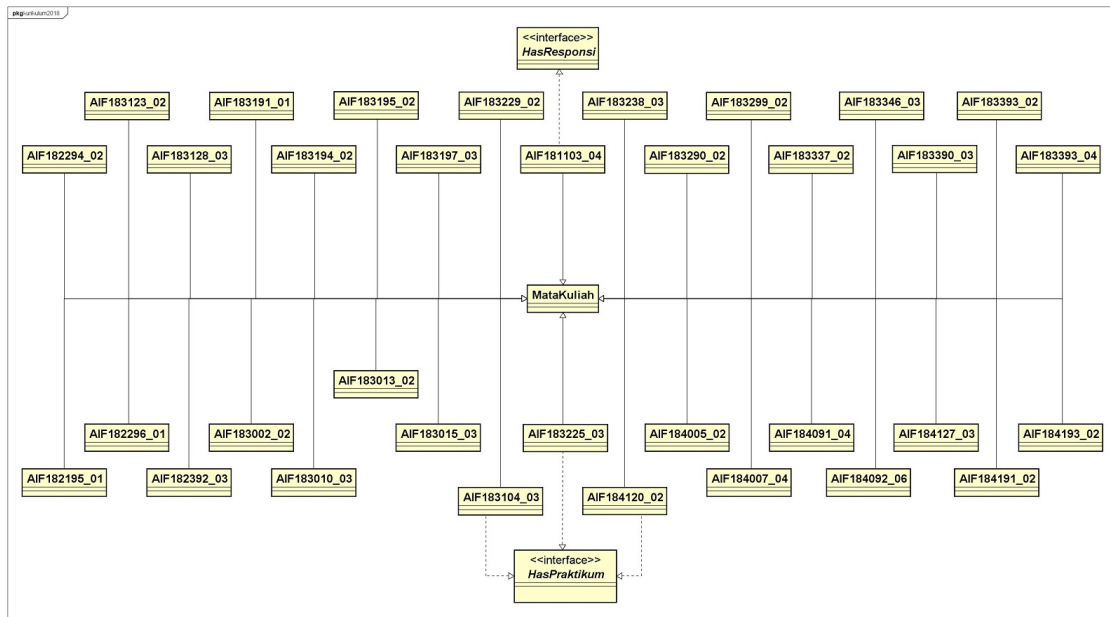 pkg kurikulum2018
<<interface>>
HasResponsi
AIF183123_02
AIF183191_01
AIF183195_02
AIF183229_02
AIF183238_03
AIF183299_02
AIF183346_03
AIF183393_02
AIF182294_02
AIF183128_03
AIF183194_02
AIF183197_03
AIF181103_04
AIF183290_02
AIF183337_02
AIF183390_03
AIF183393_04
MataKuliah
AIF183013_02
AIF182296_01
AIF183002_02
AIF183015_03
AIF183225_03
AIF184005_02
AIF184091_04
AIF184127_03
AIF184193_02
AIF182195_01
AIF182392_03
AIF183010_03
AIF184007_04
AIF184092_06
AIF184191_02
AIF183104_03
AIF184120_02
<<interface>>
HasPraktikum